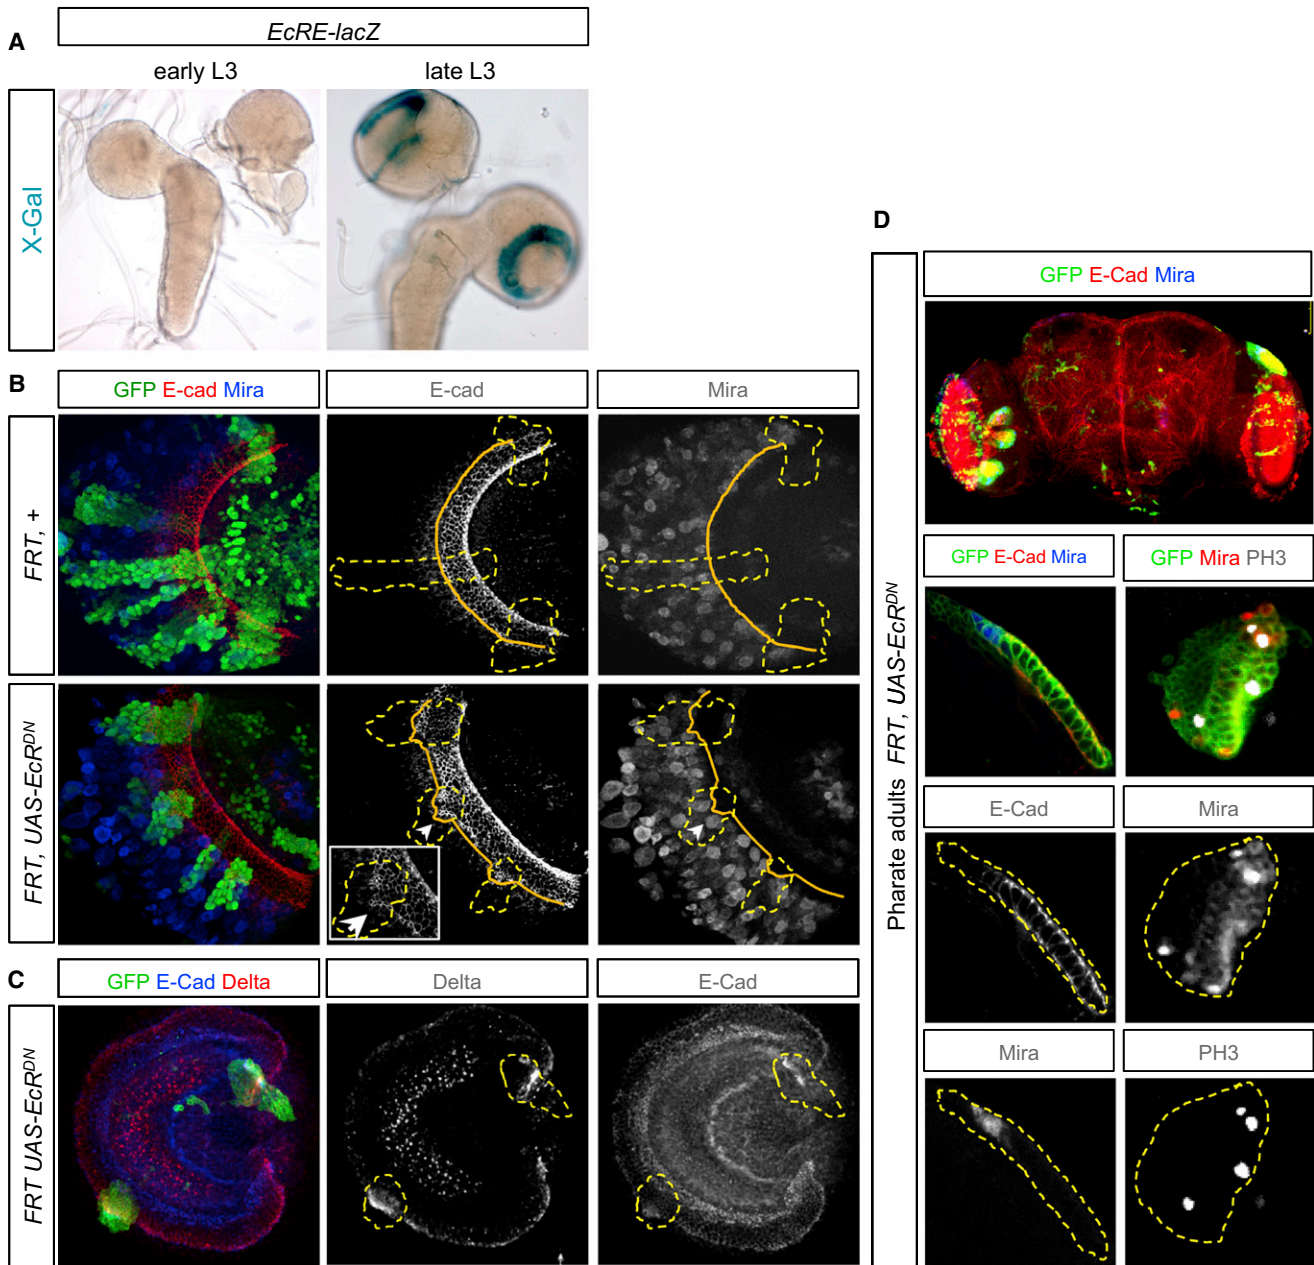 A
EcRE-lacZ
early L3
late L3
X-Gal
B
GFP E-cad Mira
E-cad
Mira
FRT, +
FRT, UAS-EcR^DN
C
GFP E-Cad Delta
Delta
E-Cad
FRT UAS-EcR^DN
D
Pharate adults FRT, UAS-EcR^DN
GFP E-Cad Mira
GFP E-Cad Mira
GFP Mira PH3
E-Cad
Mira
Mira
PH3